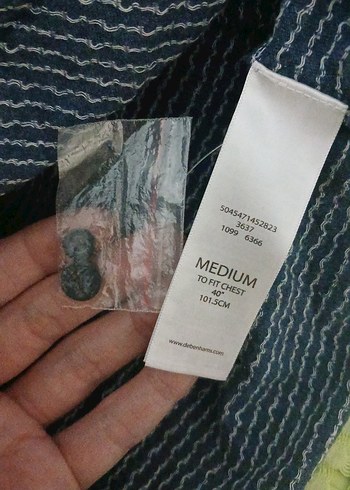 5045471452823
3637
1099 6366
MEDIUM
TO FIT CHEST
40"
101.5CM
www.debenhams.com